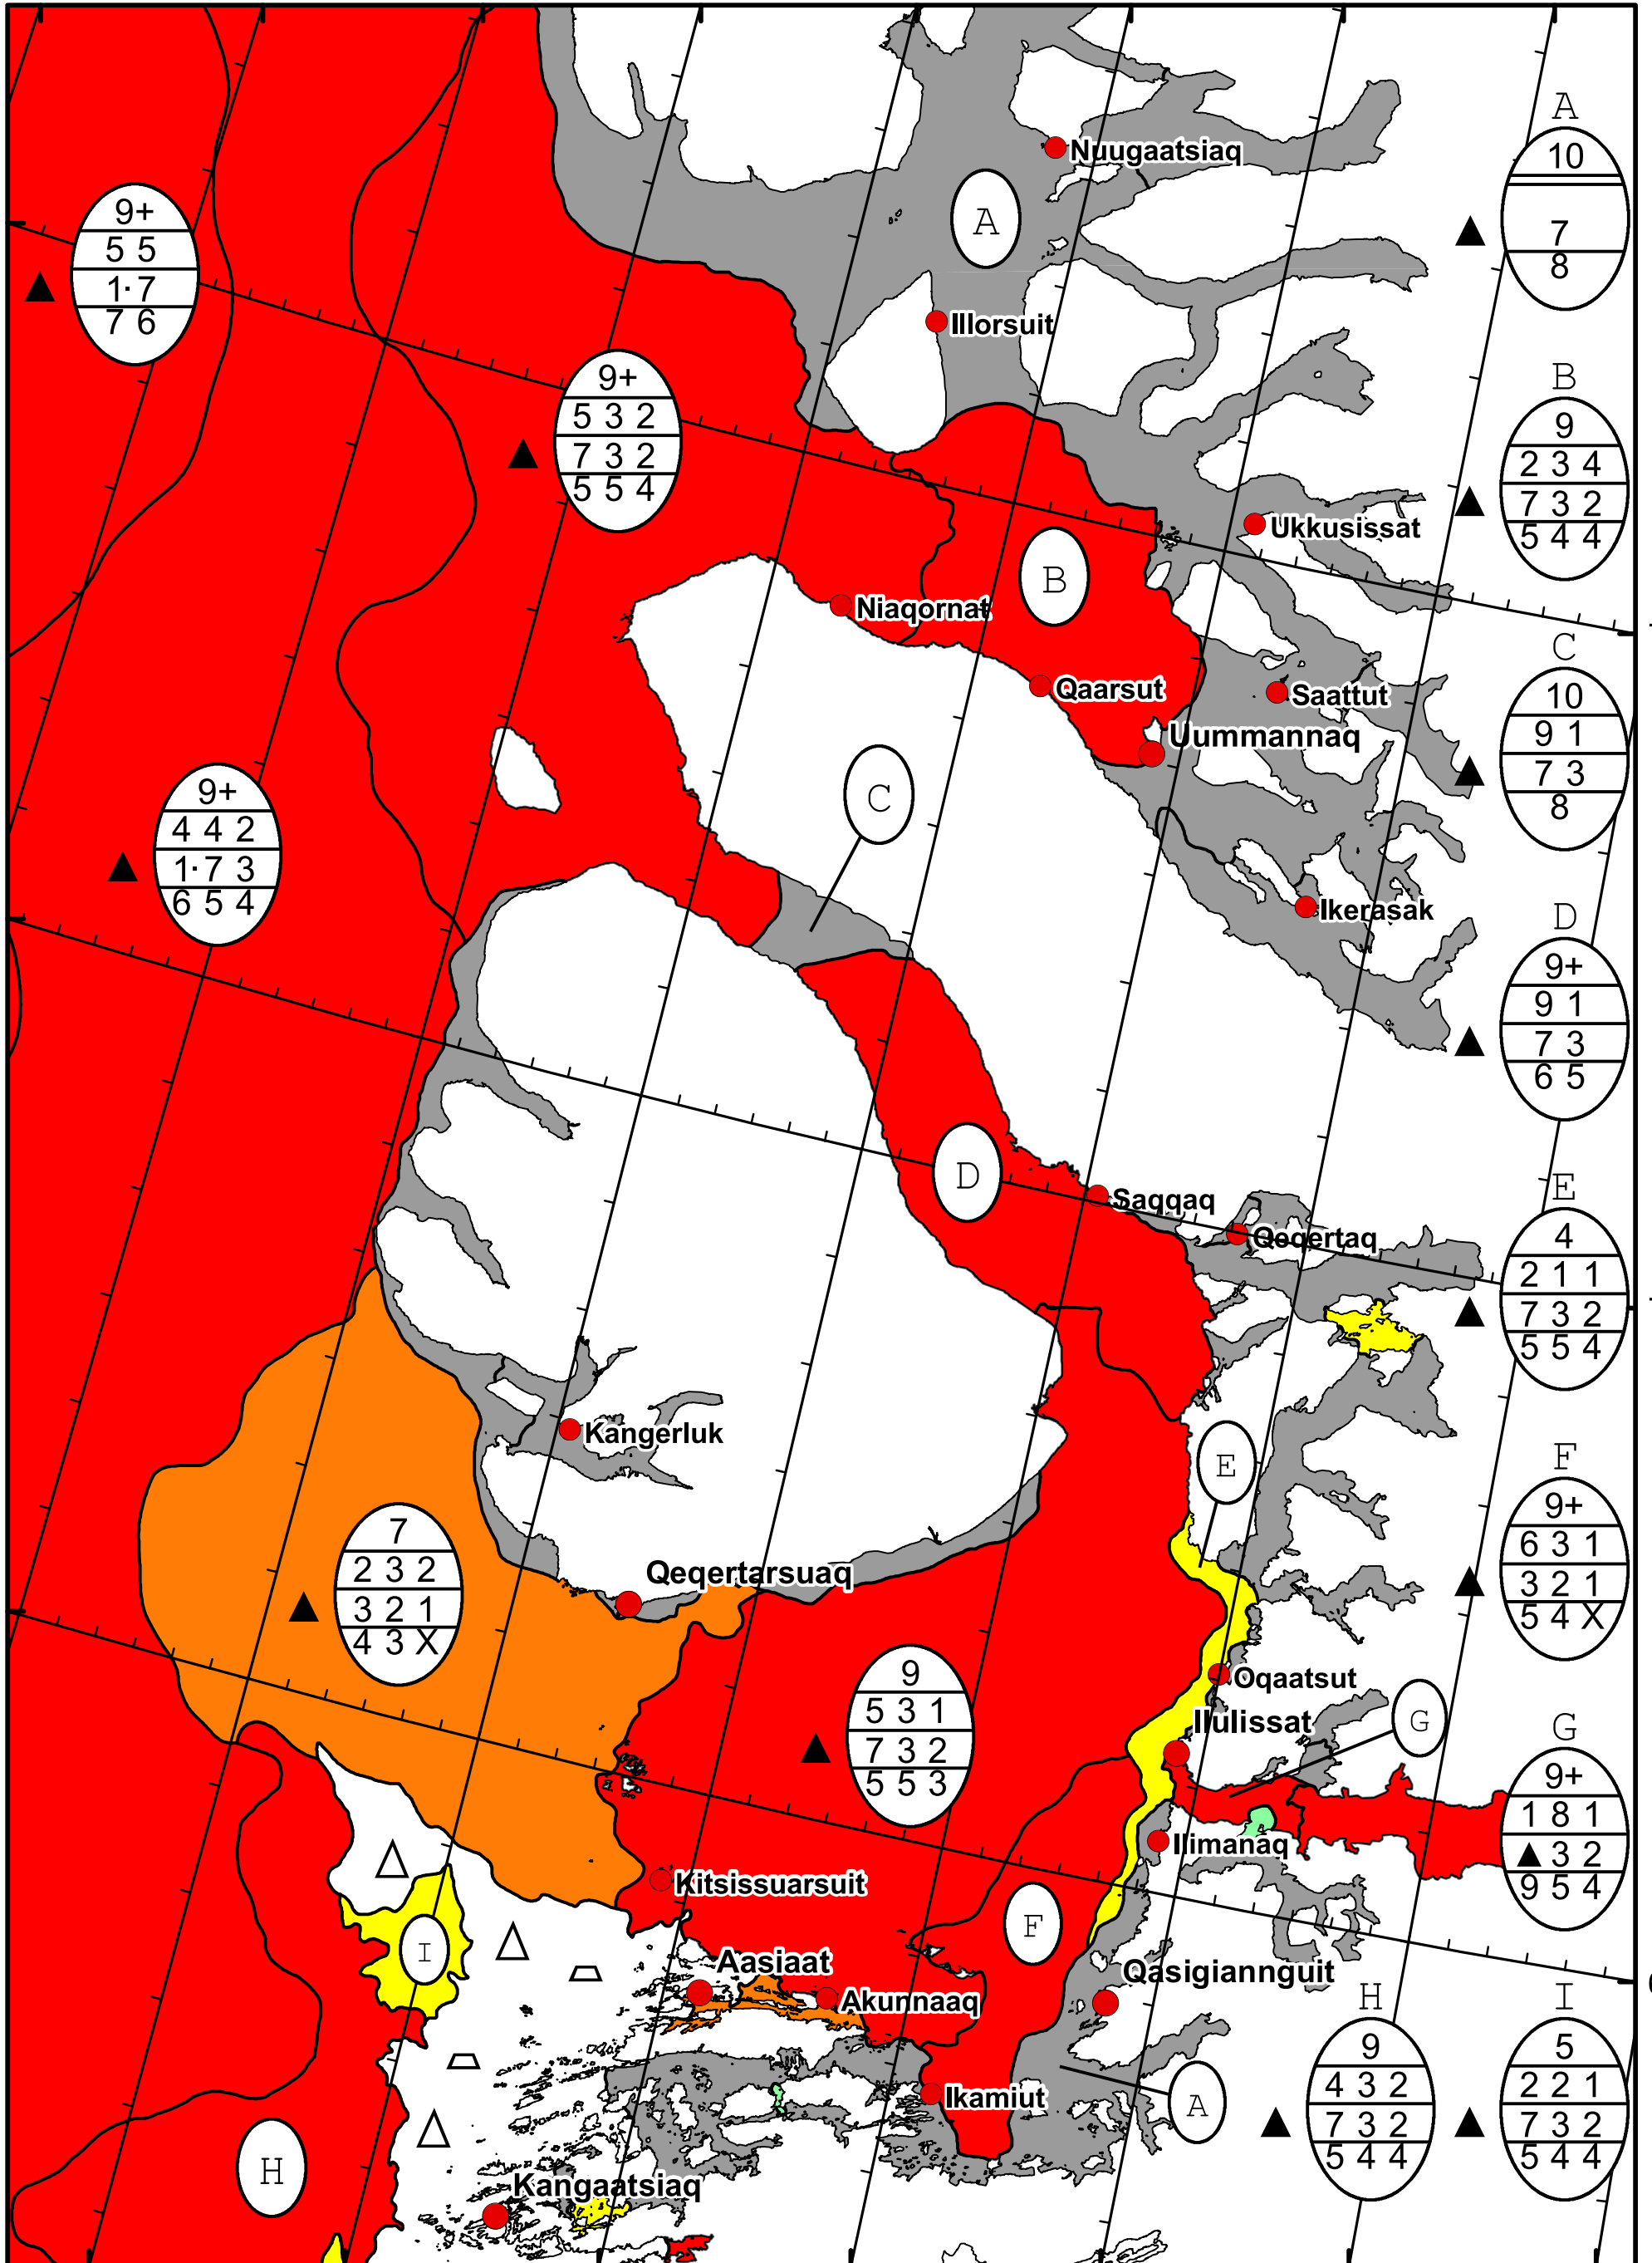 A
10
7
8
Nuugaatsiaq
A
9+
5 5
1· 7
7 6
Illorsuit
9+
5 3 2
7 3 2
5 5 4
B
9
2 3 4
7 3 2
5 4 4
Ukkusissat
B
Niaqornat
C
10
9 1
7 3
8
Qaarsut
Saattut
Uummannaq
C
9+
4 4 2
1· 7 3
6 5 4
Ikerasak
D
9+
9 1
7 3
6 5
D
Saqqaq
Qeqertaq
E
4
2 1 1
7 3 2
5 5 4
Kangerluk
E
F
9+
6 3 1
3 2 1
5 4 X
7
2 3 2
3 2 1
4 3 X
Qeqertarsuaq
9
5 3 1
7 3 2
5 5 3
Oqaatsut
Ilulissat
G
G
9+
1 8 1
▲ 3 2
9 5 4
Ilimanaq
Kitsissuarsuit
F
I
Aasiaat
Akunnaaq
Qasigiannguit
H
9
4 3 2
7 3 2
5 4 4
I
5
2 2 1
7 3 2
5 4 4
Ikamiut
A
H
Kangaatsiaq